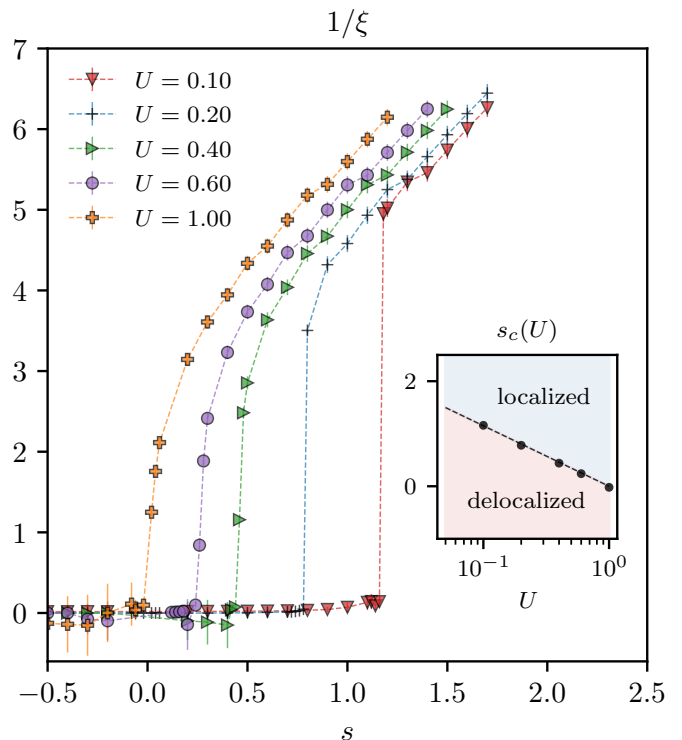 1/ξ
7
6
5
4
3
2
1
0
U = 0.10
U = 0.20
U = 0.40
U = 0.60
U = 1.00
s_c(U)
2
0
localized
delocalized
10⁻¹ 10⁰
U
−0.5 0.0 0.5 1.0 1.5 2.0 2.5
s